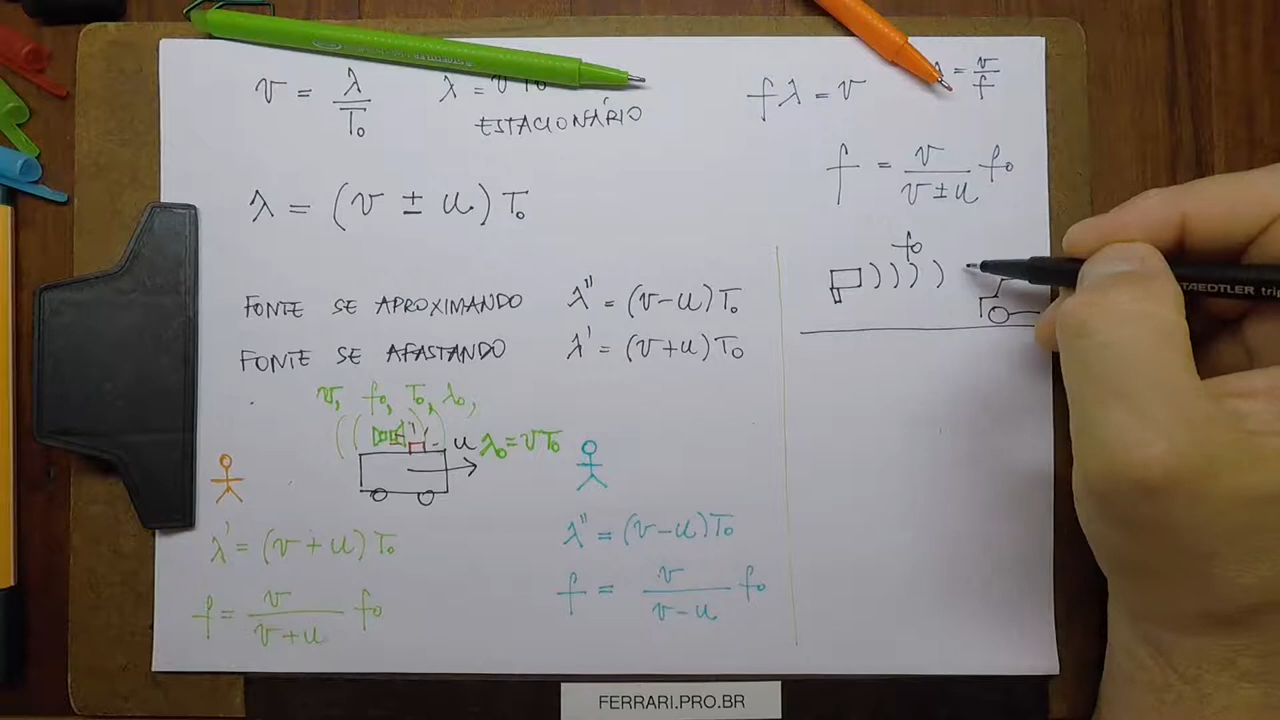 v = λ / T₀
λ = v T₀
ESTACIONÁRIO
fλ = v
λ = v / f
f = v / (v ± u) f₀
λ = (v ± u) T₀
f₀
FONTE SE APROXIMANDO λ'' = (v - u) T₀
FONTE SE AFASTANDO λ' = (v + u) T₀
v, f₀, T₀, λ₀,
u λ₀ = v T₀
λ' = (v + u) T₀
f = v / (v + u) f₀
λ'' = (v - u) T₀
f = v / (v - u) f₀
STAEDTLER
FERRARI.PRO.BR